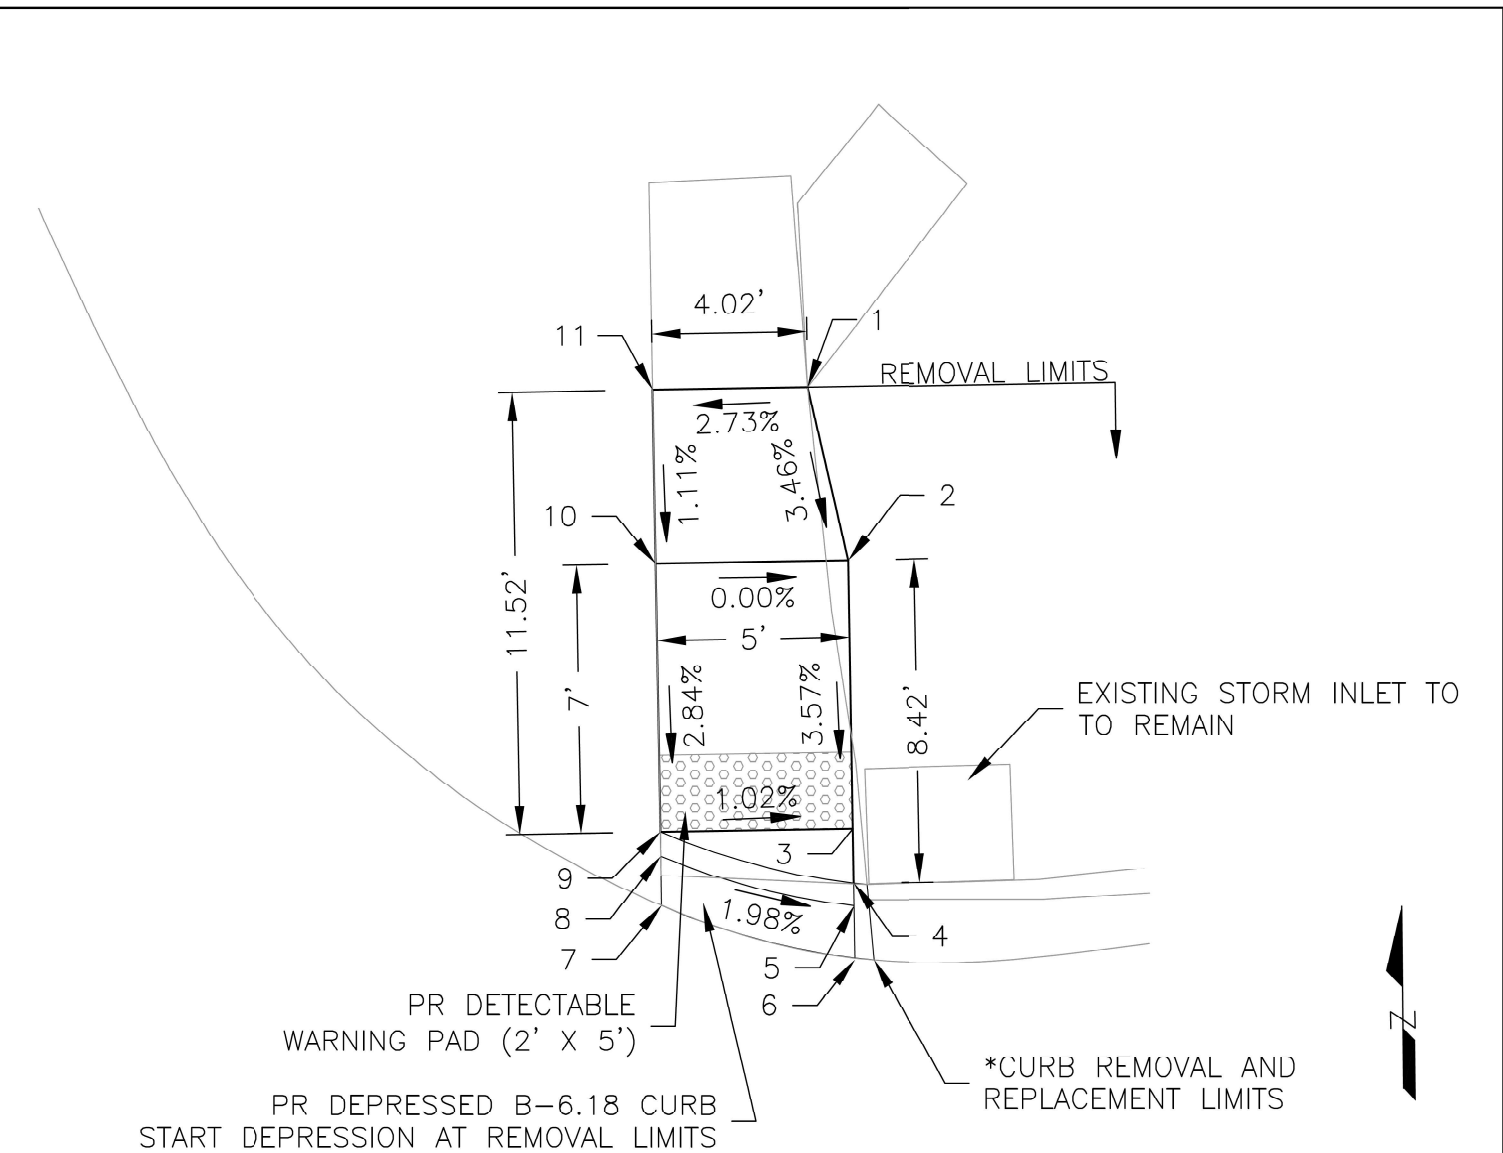 4.02'
11
1
REMOVAL LIMITS
2.73%
1.11%
3.46%
10
2
0.00%
11.52'
5'
7'
2.84%
3.57%
8.42'
EXISTING STORM INLET TO
TO REMAIN
1.02%
3
9
8
1.98%
4
7
5
6
PR DETECTABLE
WARNING PAD (2' X 5')
*CURB REMOVAL AND
REPLACEMENT LIMITS
PR DEPRESSED B-6.18 CURB
START DEPRESSION AT REMOVAL LIMITS
N